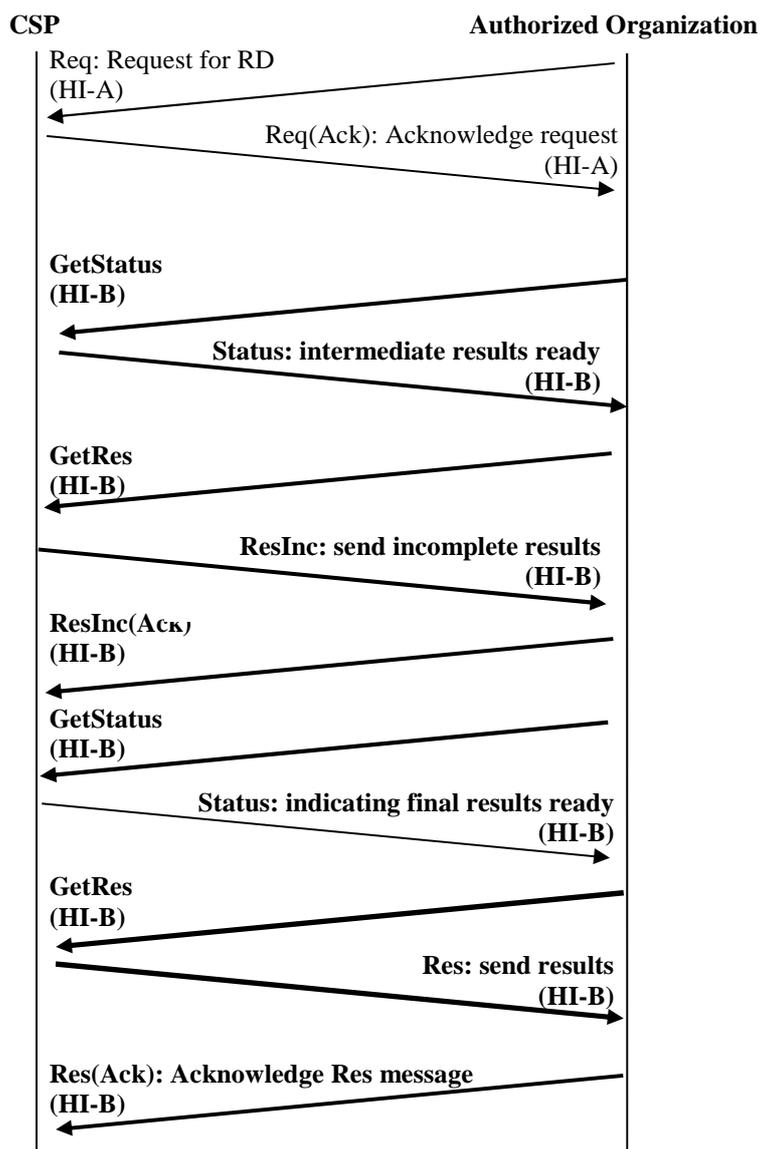 CSP
Authorized Organization
Req: Request for RD
(HI-A)
Req(Ack): Acknowledge request
(HI-A)
GetStatus
(HI-B)
Status: intermediate results ready
(HI-B)
GetRes
(HI-B)
ResInc: send incomplete results
(HI-B)
ResInc(Ack)
(HI-B)
GetStatus
(HI-B)
Status: indicating final results ready
(HI-B)
GetRes
(HI-B)
Res: send results
(HI-B)
Res(Ack): Acknowledge Res message
(HI-B)